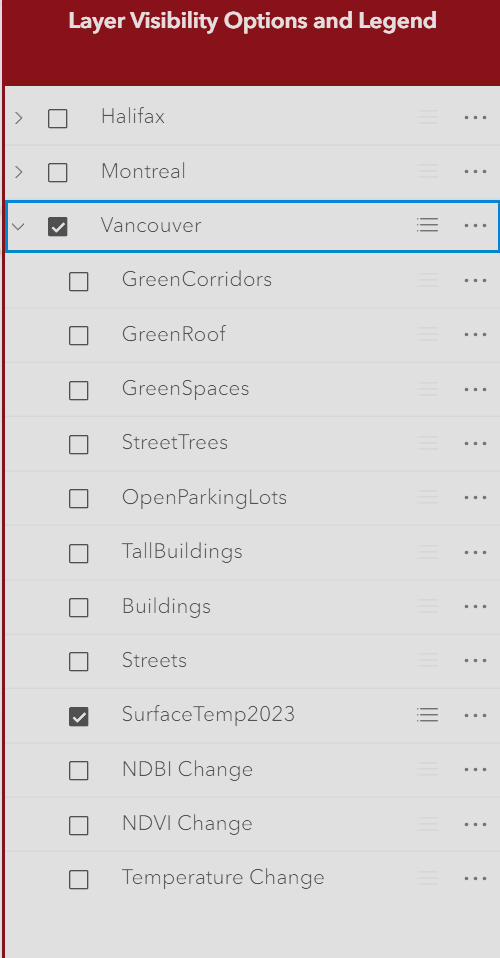 Layer Visibility Options and Legend
Halifax
Montreal
Vancouver
GreenCorridors
GreenRoof
GreenSpaces
StreetTrees
OpenParkingLots
TallBuildings
Buildings
Streets
SurfaceTemp2023
NDBI Change
NDVI Change
Temperature Change